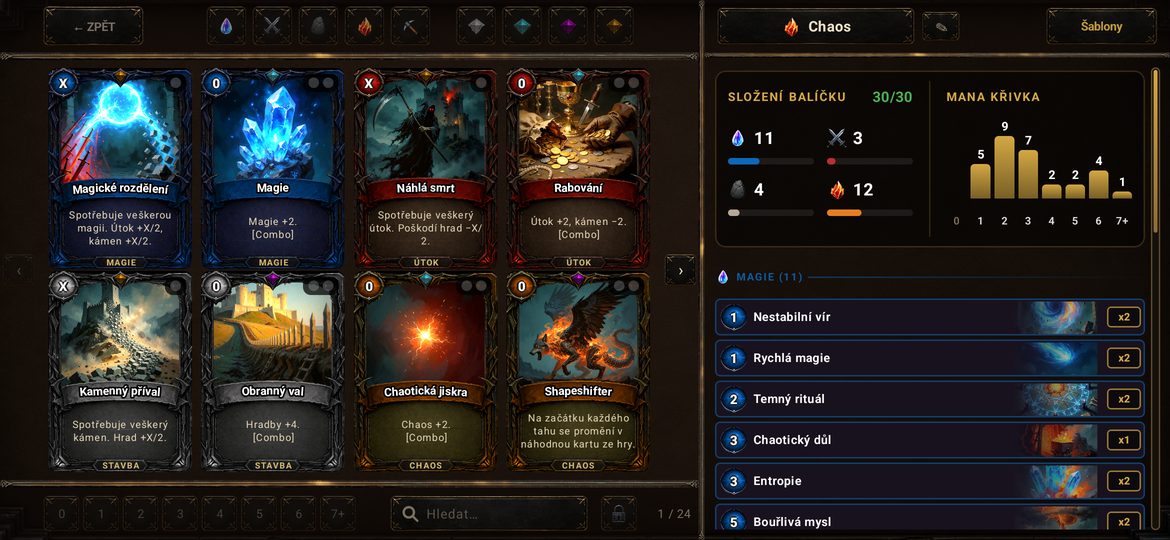 ← ZPĚT
Chaos
Šablony
X
Magické rozdělení
Spotřebuje veškerou
magii. Útok +X/2,
kámen +X/2.
MAGIE
0
Magie
Magie +2.
[Combo]
MAGIE
X
Náhlá smrt
Spotřebuje veškerý
útok. Poškodí hrad −X/
2.
ÚTOK
0
Rabování
Útok +2, kámen −2.
[Combo]
ÚTOK
X
Kamenný příval
Spotřebuje veškerý
kámen. Hrad +X/2.
STAVBA
0
Obranný val
Hradby +4.
[Combo]
STAVBA
0
Chaotická jiskra
Chaos +2.
[Combo]
CHAOS
0
Shapeshifter
Na začátku každého
tahu se promění v
náhodnou kartu ze hry.
CHAOS
‹
›
0 1 2 3 4 5 6 7+
Hledat...
1 / 24
SLOŽENÍ BALÍČKU 30/30
11 3
4 12
MANA KŘIVKA
5 9 7 2 2 4 1
0 1 2 3 4 5 6 7+
MAGIE (11)
1 Nestabilní vír x2
1 Rychlá magie x2
2 Temný rituál x2
3 Chaotický důl x1
3 Entropie x2
5 Bouřlivá mysl x2